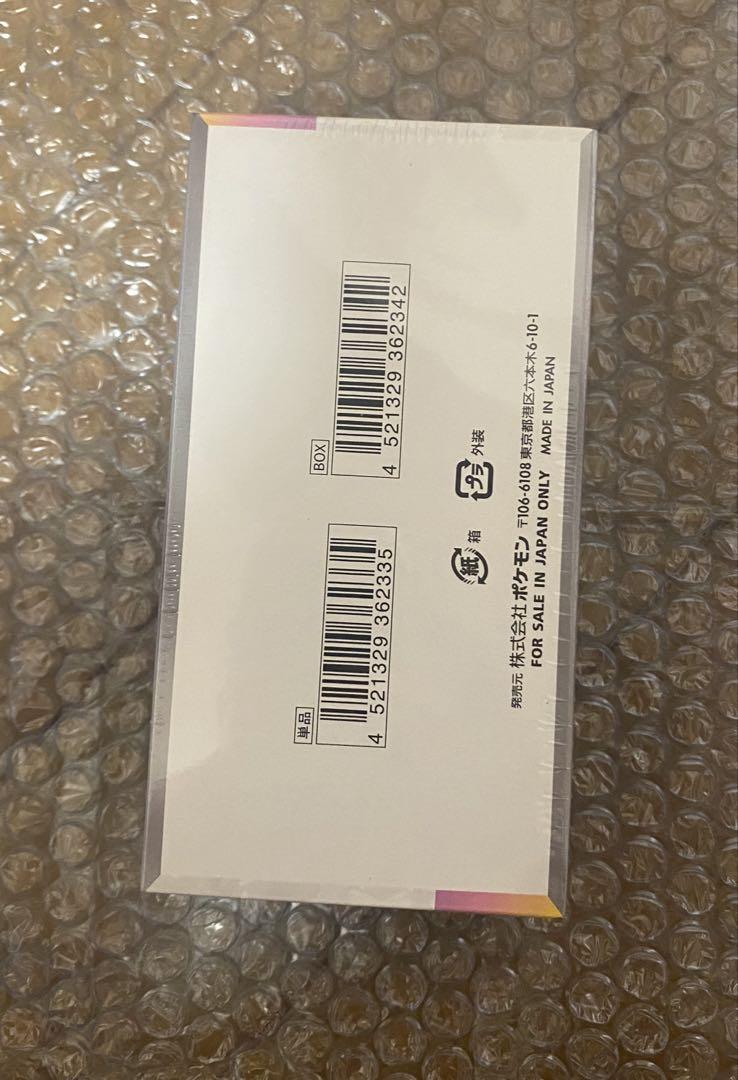 単品
4 521329 362335
BOX
4 521329 362342
紙 箱
プラ 外装
発売元 株式会社ポケモン 〒106-6108 東京都港区六本木6-10-1
FOR SALE IN JAPAN ONLY MADE IN JAPAN